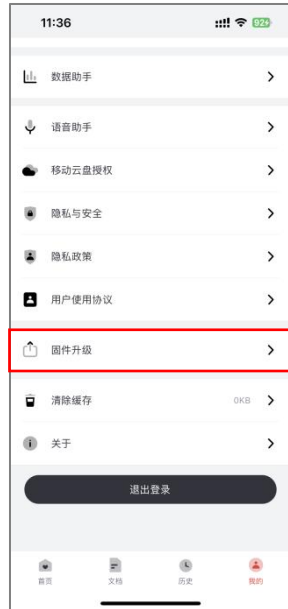 11:36
92+
数据助手
语音助手
移动云盘授权
隐私与安全
隐私政策
用户使用协议
固件升级
清除缓存 0KB
关于
退出登录
首页 文档 历史 我的